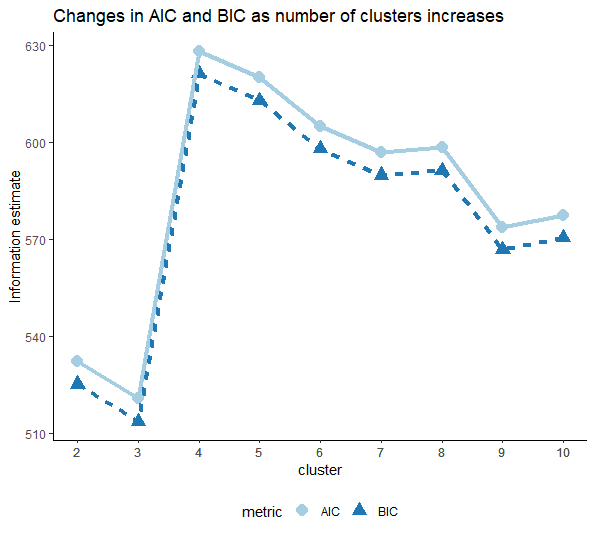 Changes in AIC and BIC as number of clusters increases
Information estimate
630
600
570
540
510
2 3 4 5 6 7 8 9 10
cluster
metric AIC BIC